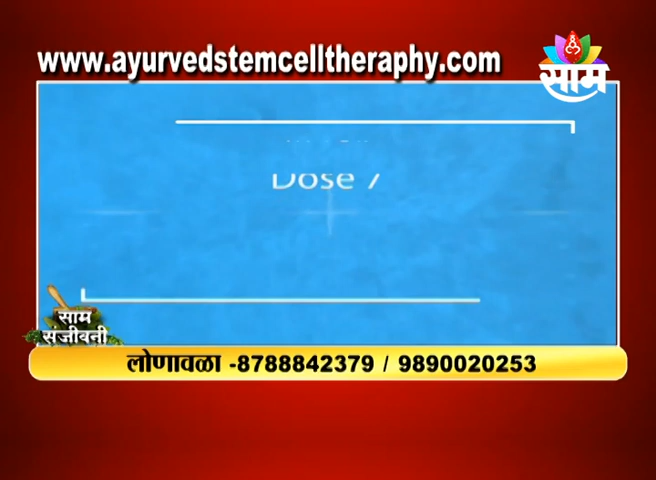 www.ayurvedstemcelltheraphy.com
साम
Dose 7
साम
संजीवनी
लोणावळा -8788842379 / 9890020253